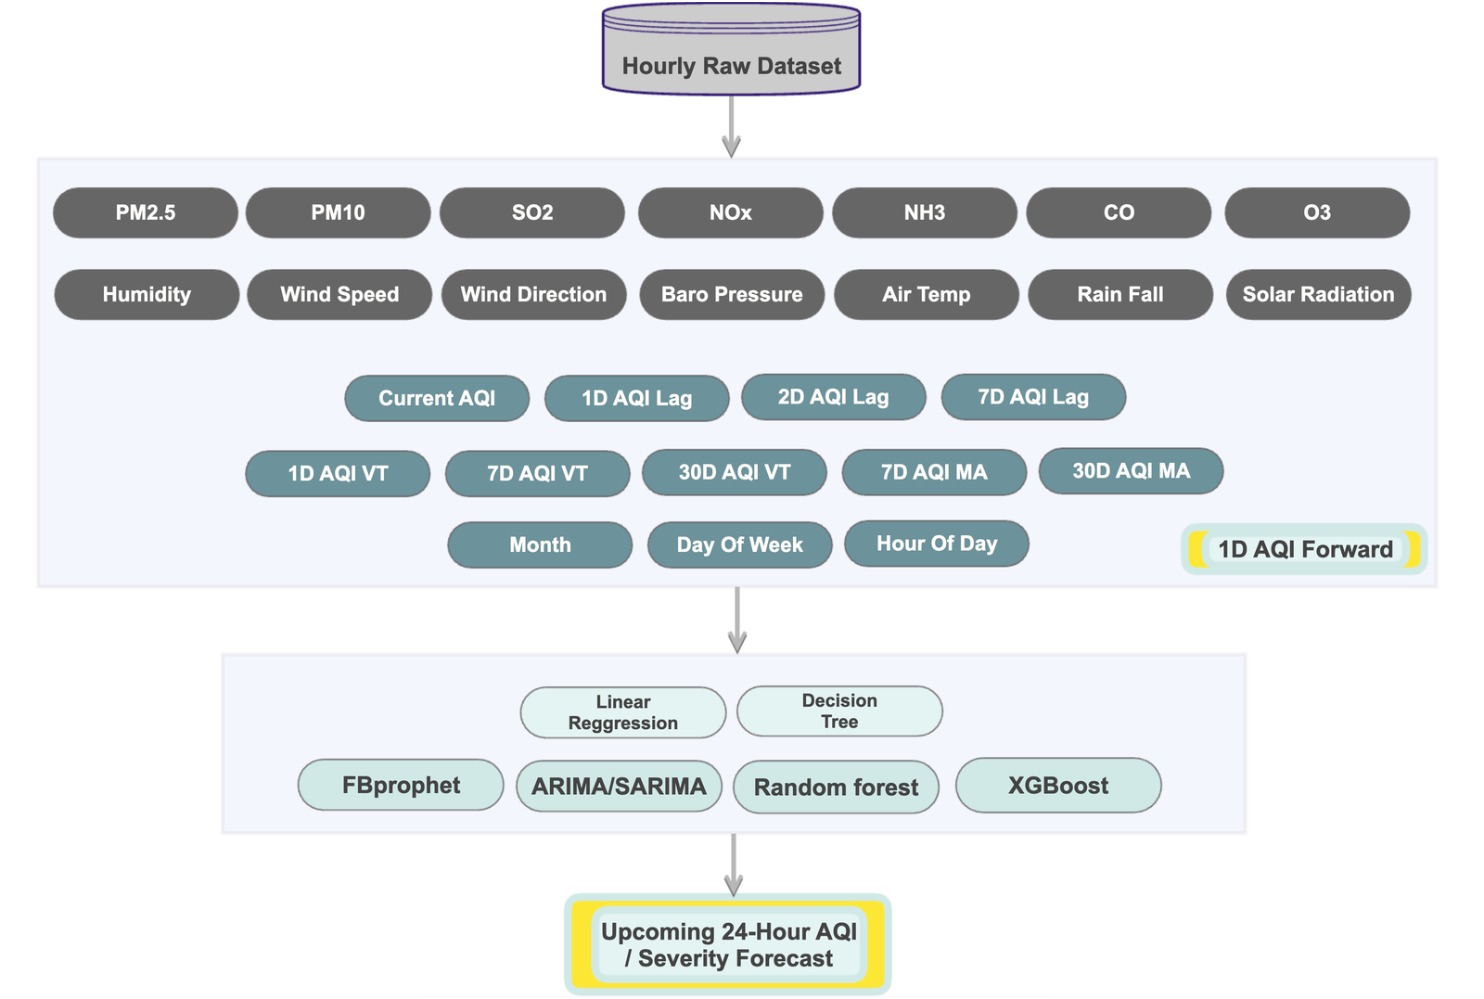 Hourly Raw Dataset
PM2.5
PM10
SO2
NOx
NH3
CO
O3
Humidity
Wind Speed
Wind Direction
Baro Pressure
Air Temp
Rain Fall
Solar Radiation
Current AQI
1D AQI Lag
2D AQI Lag
7D AQI Lag
1D AQI VT
7D AQI VT
30D AQI VT
7D AQI MA
30D AQI MA
Month
Day Of Week
Hour Of Day
1D AQI Forward
Linear
Reggression
Decision
Tree
FBprophet
ARIMA/SARIMA
Random forest
XGBoost
Upcoming 24-Hour AQI
/ Severity Forecast